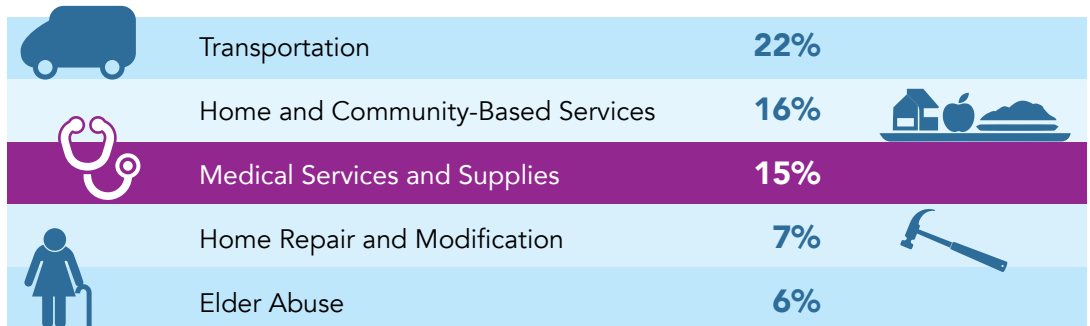 Transportation 22%
Home and Community-Based Services 16%
Medical Services and Supplies 15%
Home Repair and Modification 7%
Elder Abuse 6%